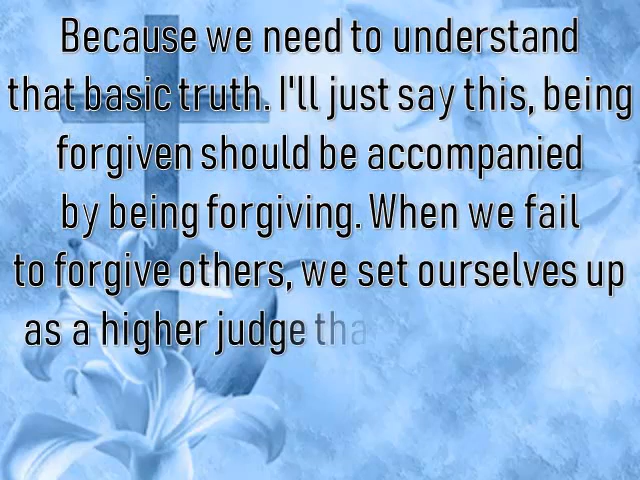 Because we need to understand
that basic truth. I'll just say this, being
forgiven should be accompanied
by being forgiving. When we fail
to forgive others, we set ourselves up
as a higher judge tha